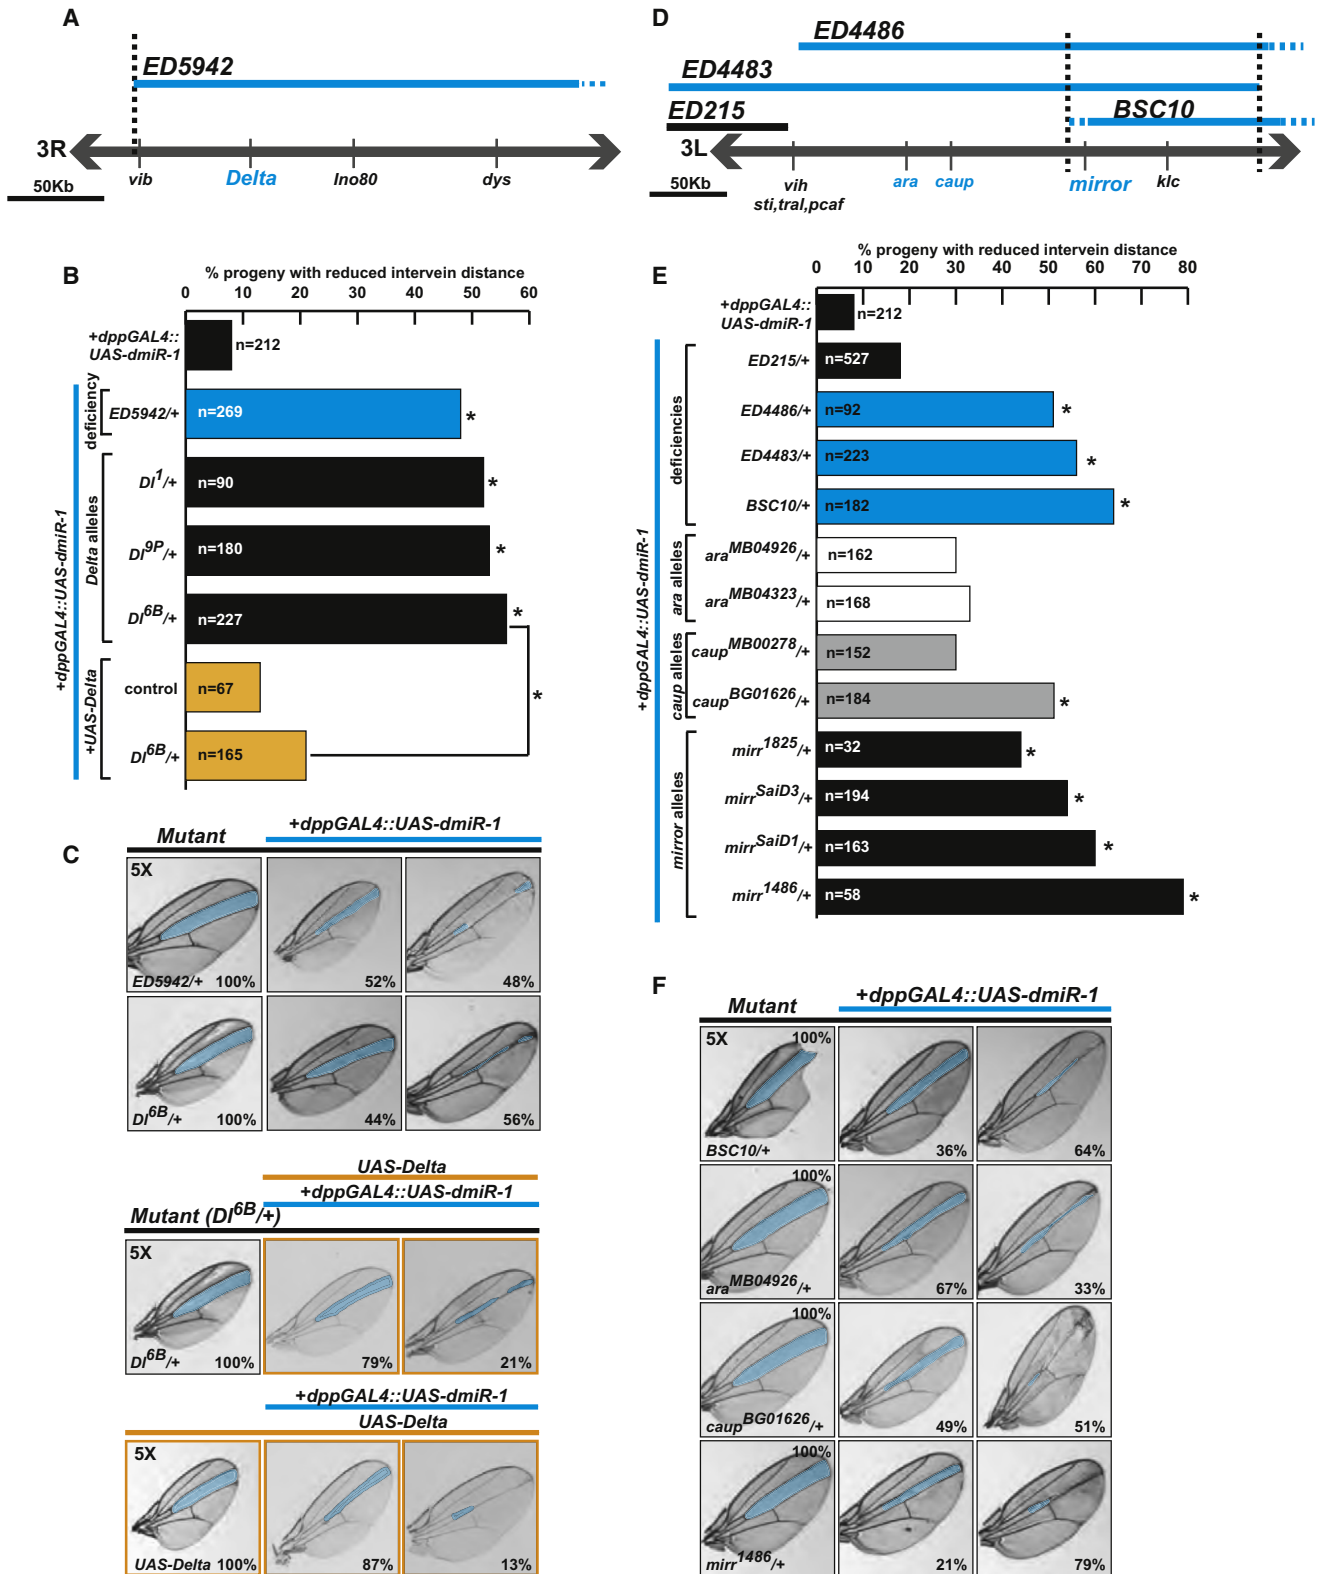 A
ED5942
3R
vib
Delta
Ino80
dys
50Kb
B
% progeny with reduced intervein distance
0 10 20 30 40 50 60
+dppGAL4::
UAS-dmiR-1
n=212
+dppGAL4::UAS-dmiR-1
deficiency
ED5942/+
n=269
*
Delta alleles
Dl1/+
n=90
*
Dl9P/+
n=180
*
Dl6B/+
n=227
*
+UAS-Delta
control
n=67
*
Dl6B/+
n=165
C
Mutant
+dppGAL4::UAS-dmiR-1
5X
ED5942/+ 100%
52%
48%
Dl6B/+ 100%
44%
56%
UAS-Delta
+dppGAL4::UAS-dmiR-1
Mutant (Dl6B/+)
5X
Dl6B/+ 100%
79%
21%
+dppGAL4::UAS-dmiR-1
UAS-Delta
5X
UAS-Delta 100%
87%
13%
D
ED4486
ED4483
ED215
BSC10
3L
50Kb
vih
sti,tral,pcaf
ara
caup
mirror
klc
E
% progeny with reduced intervein distance
0 10 20 30 40 50 60 70 80
+dppGAL4::
UAS-dmiR-1
n=212
+dppGAL4::UAS-dmiR-1
deficiencies
ED215/+
n=527
ED4486/+
n=92
*
ED4483/+
n=223
*
BSC10/+
n=182
*
ara alleles
araMB04926/+
n=162
araMB04323/+
n=168
caup alleles
caupMB00278/+
n=152
caupBG01626/+
n=184
*
mirror alleles
mirr1825/+
n=32
*
mirrSaiD3/+
n=194
*
mirrSaiD1/+
n=163
*
mirr1486/+
n=58
*
F
Mutant
+dppGAL4::UAS-dmiR-1
5X
100%
BSC10/+
36%
64%
100%
araMB04926/+
67%
33%
100%
caupBG01626/+
49%
51%
100%
mirr1486/+
21%
79%